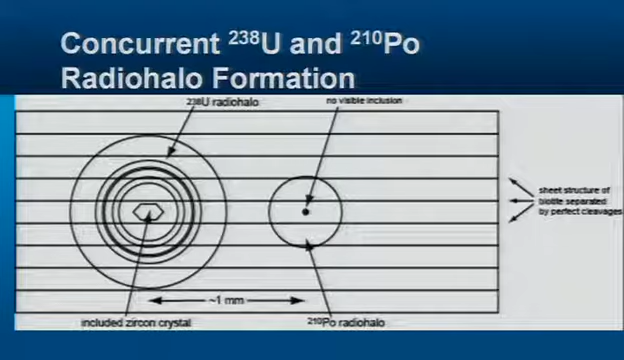 Concurrent ²³⁸U and ²¹⁰Po
Radiohalo Formation
²³⁸U radiohalo
no visible inclusion
sheet structure of
biotite separated
by perfect cleavages
~1 mm
included zircon crystal
²¹⁰Po radiohalo